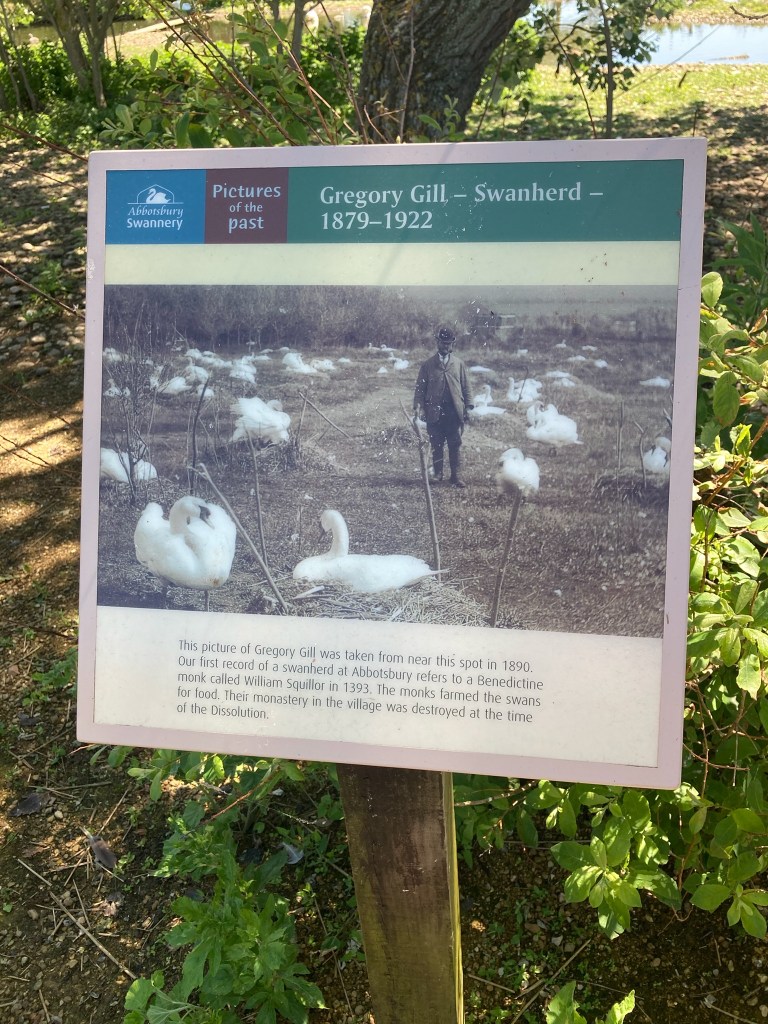 Abbotsbury
Swannery
Pictures
of the
past
Gregory Gill – Swanherd –
1879–1922
This picture of Gregory Gill was taken from near this spot in 1890.
Our first record of a swanherd at Abbotsbury refers to a Benedictine
monk called William Squillor in 1393. The monks farmed the swans
for food. Their monastery in the village was destroyed at the time
of the Dissolution.